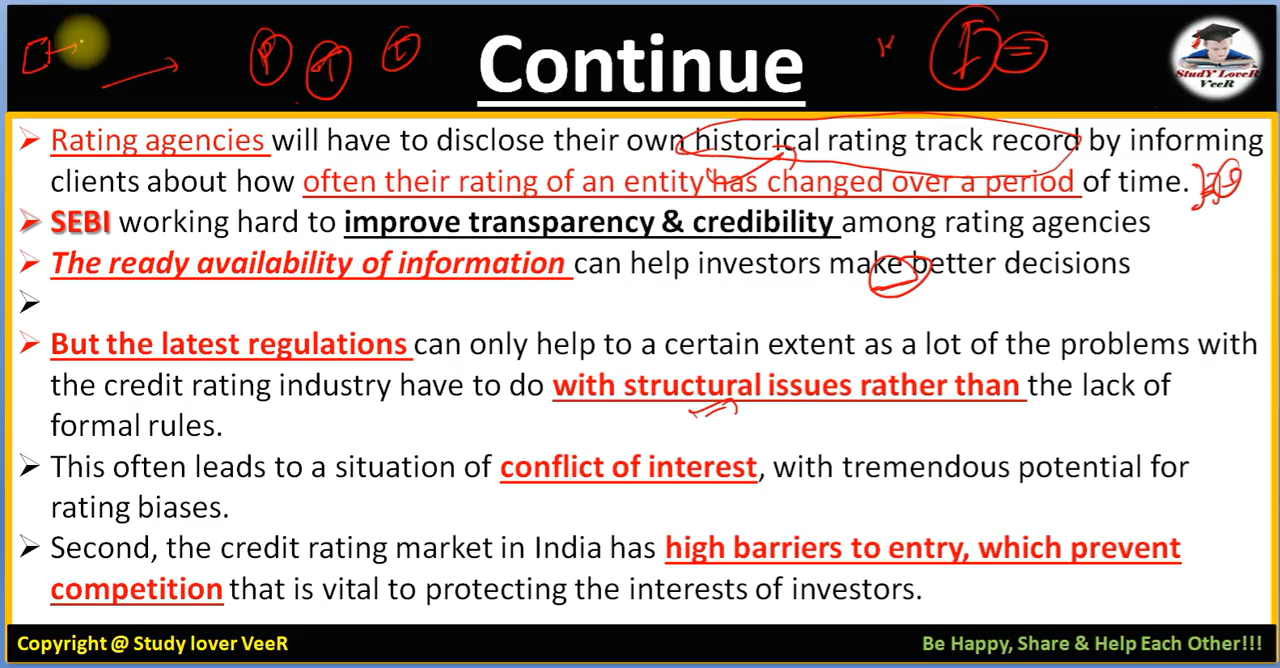 Continue
StudY LoveR
VeeR
Rating agencies will have to disclose their own historical rating track record by informing
clients about how often their rating of an entity has changed over a period of time.
SEBI working hard to improve transparency & credibility among rating agencies
The ready availability of information can help investors make better decisions
But the latest regulations can only help to a certain extent as a lot of the problems with
the credit rating industry have to do with structural issues rather than the lack of
formal rules.
This often leads to a situation of conflict of interest, with tremendous potential for
rating biases.
Second, the credit rating market in India has high barriers to entry, which prevent
competition that is vital to protecting the interests of investors.
Copyright @ Study lover VeeR
Be Happy, Share & Help Each Other!!!